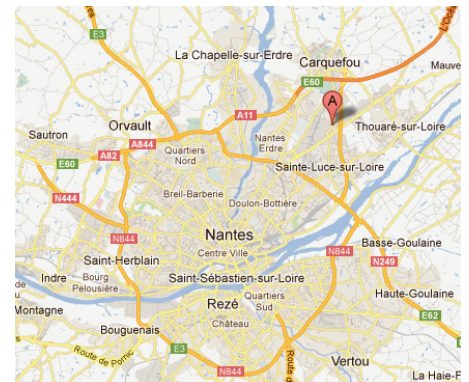 E3
La Chapelle-sur-Erdre
Carquefou
E60
Mauve
A
A11
Orvault
Nantes
Erdre
Thouaré-sur-Loire
Sautron
A844
Quartiers
Nord
E60
A82
Sainte-Luce-sur-Loire
N444
Breil-Barberie
Doulon-Bottière
Nantes
N844
Centre Ville
N844
Basse-Goulaine
Saint-Herblain
N249
Indre
Bourg
Pelousière
Saint-Sébastien-sur-Loire
Quartiers
Sud
Haute-Goulaine
Rezé
Montagne
Château
E62
Bouguenais
E3
Route de Pornic
Vertou
N844
Route de
La Haie-F